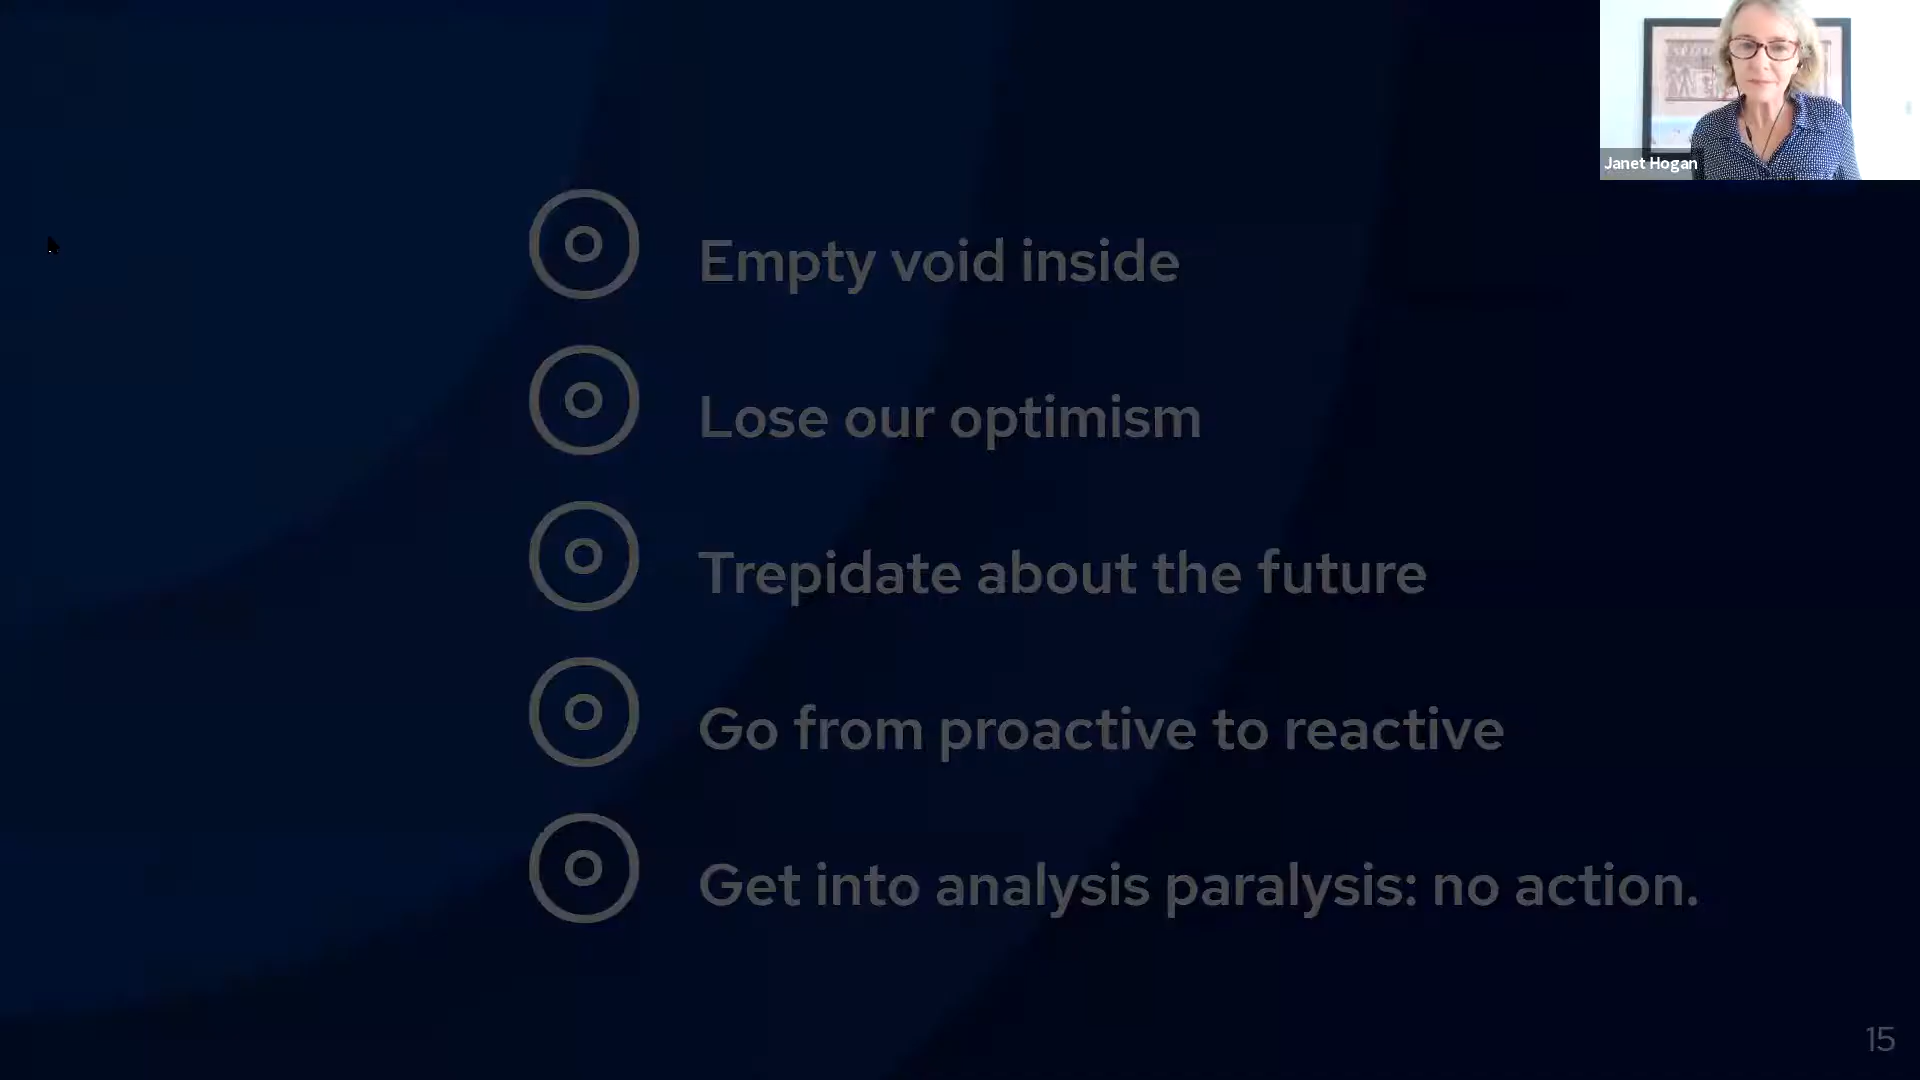 Janet Hogan
Empty void inside
Lose our optimism
Trepidate about the future
Go from proactive to reactive
Get into analysis paralysis: no action.
15